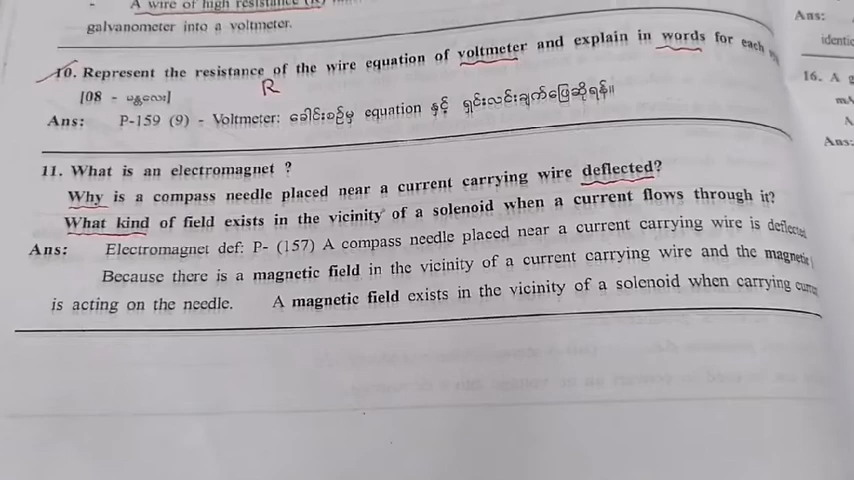 - A wire of high resistance (R)
galvanometer into a voltmeter.
10. Represent the resistance of the wire equation of voltmeter and explain in words for each
R
[08 - မန္တလေး]
Ans: P-159 (9) - Voltmeter: ခေါင်းစဉ်မှ equation နှင့် ရှင်းလင်းချက်ဖြေဆိုရန်။
11. What is an electromagnet ?
Why is a compass needle placed near a current carrying wire deflected?
What kind of field exists in the vicinity of a solenoid when a current flows through it?
Ans: Electromagnet def: P- (157) A compass needle placed near a current carrying wire is deflected
Because there is a magnetic field in the vicinity of a current carrying wire and the magnetic
is acting on the needle. A magnetic field exists in the vicinity of a solenoid when carrying
Ans:
identic
16. A g
mA
A
Ans: